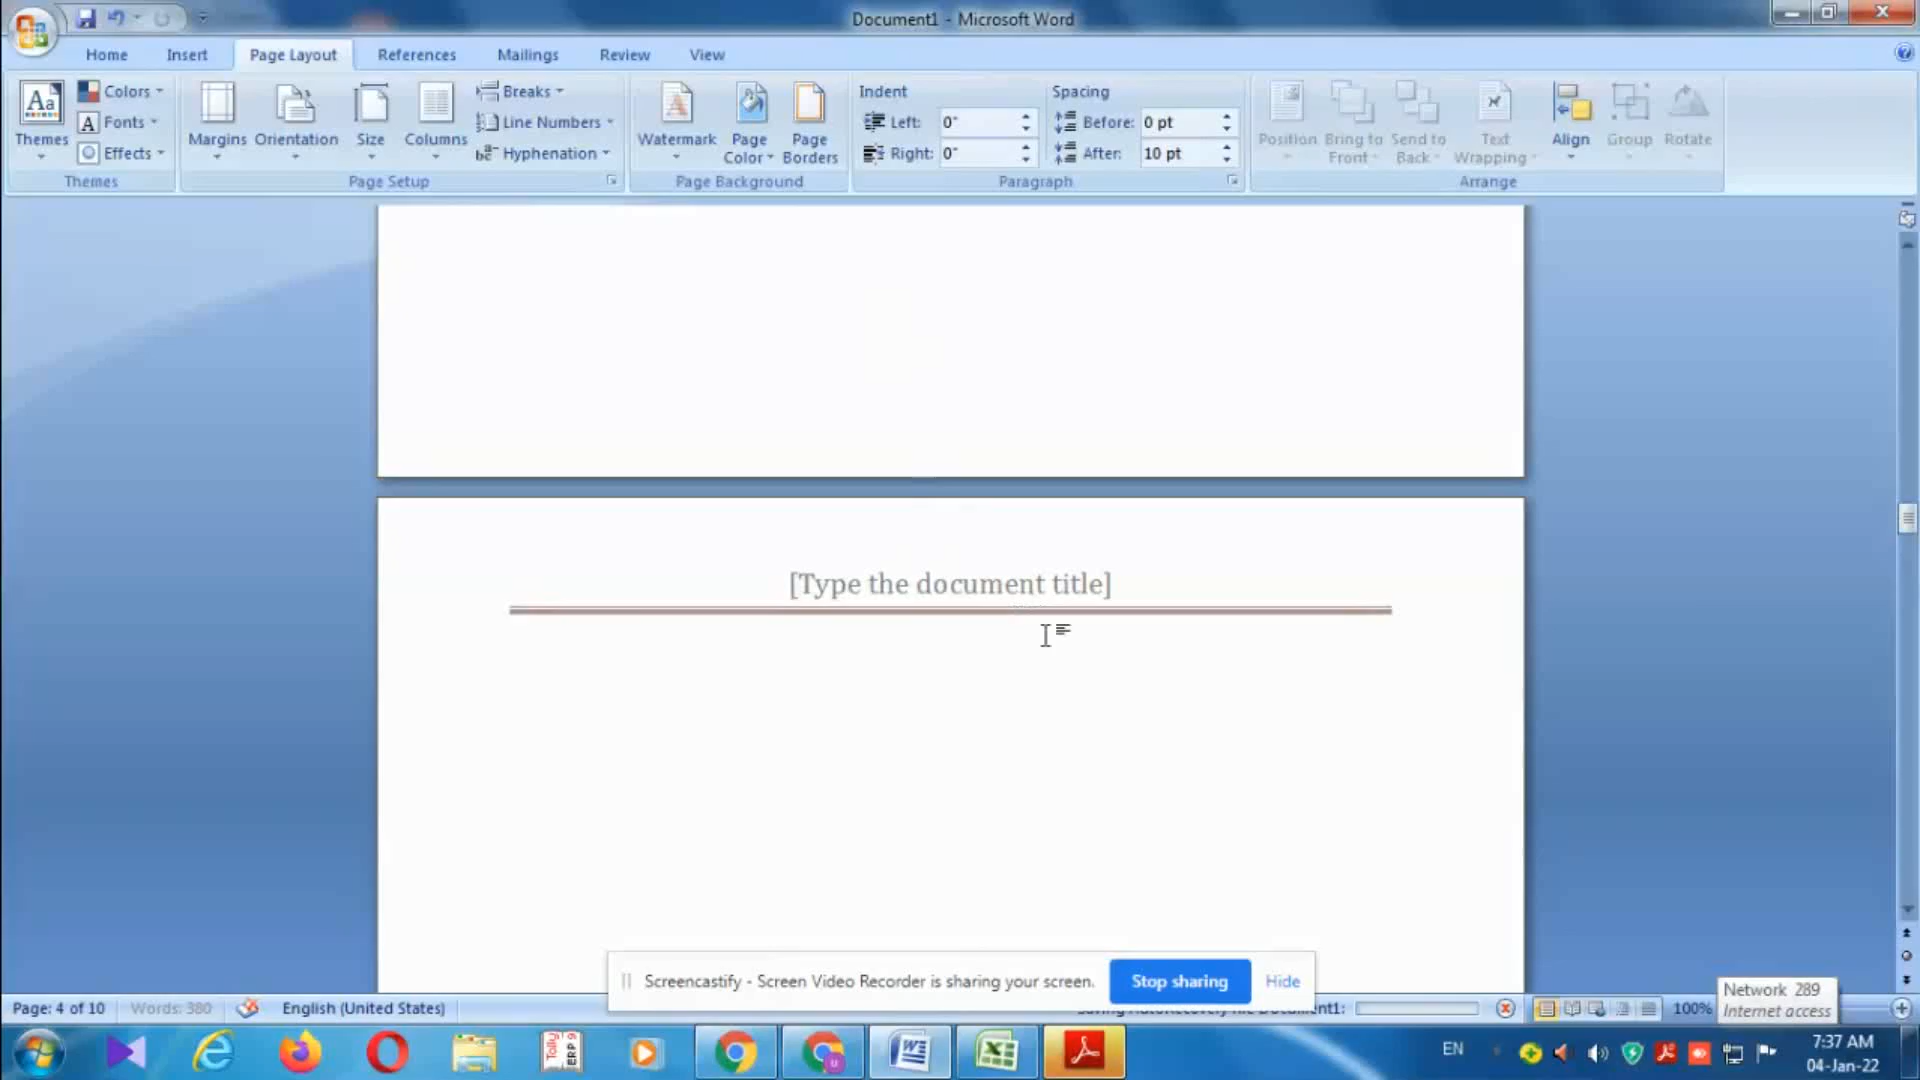 Document1 - Microsoft Word
Home Insert Page Layout References Mailings Review View
Aa Colors Breaks Indent Spacing
A Fonts Line Numbers Left: 0" Before: 0 pt
Themes Margins Orientation Size Columns Watermark Page Color Page Borders Position Bring to Front Send to Back Text Wrapping Align Group Rotate
Effects Hyphenation Right: 0" After: 10 pt
Themes Page Setup Page Background Paragraph Arrange
[Type the document title]
Screencastify - Screen Video Recorder is sharing your screen. Stop sharing Hide
Network 289
Internet access
Page: 4 of 10 Words: 380 English (United States) 100%
Tally ERP 9
EN
7:37 AM
04-Jan-22